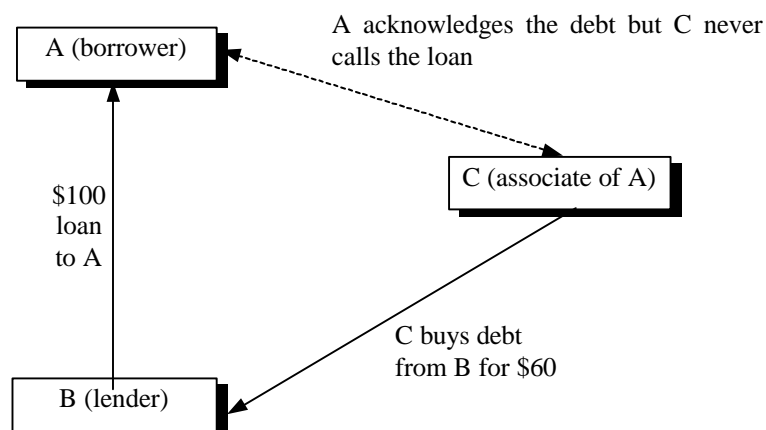 A acknowledges the debt but C never
calls the loan
A (borrower)
C (associate of A)
$100
loan
to A
C buys debt
from B for $60
B (lender)